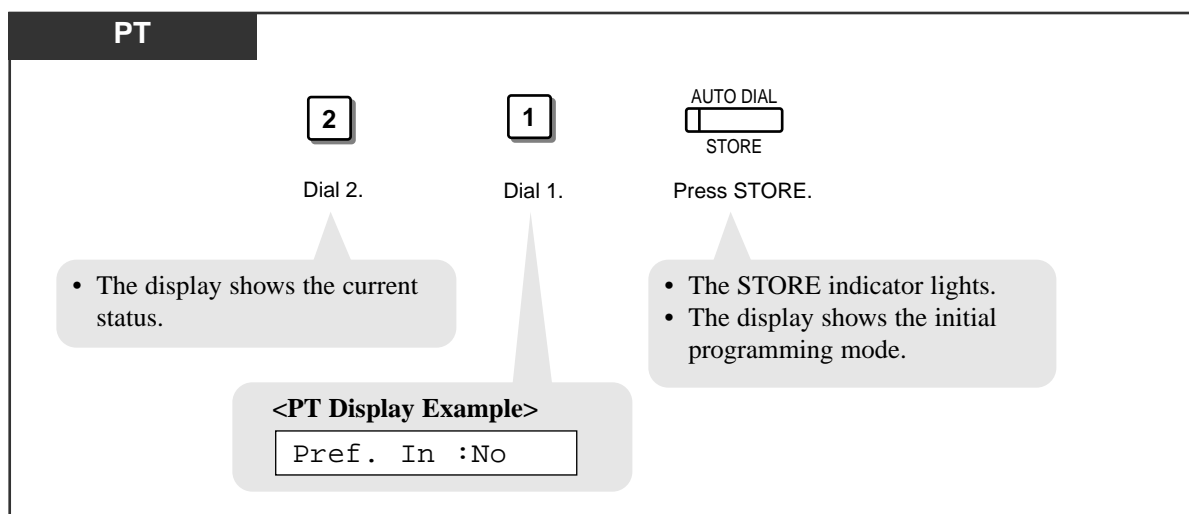 PT
2
1
AUTO DIAL
STORE
Dial 2.
Dial 1.
Press STORE.
• The display shows the current
status.
• The STORE indicator lights.
• The display shows the initial
programming mode.
<PT Display Example>
Pref. In :No